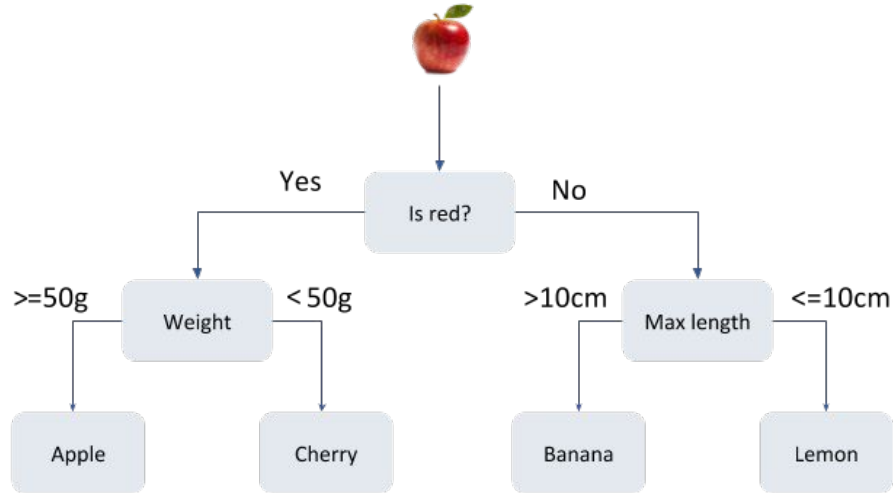 Yes
No
Is red?
>=50g
< 50g
>10cm
<=10cm
Weight
Max length
Apple
Cherry
Banana
Lemon